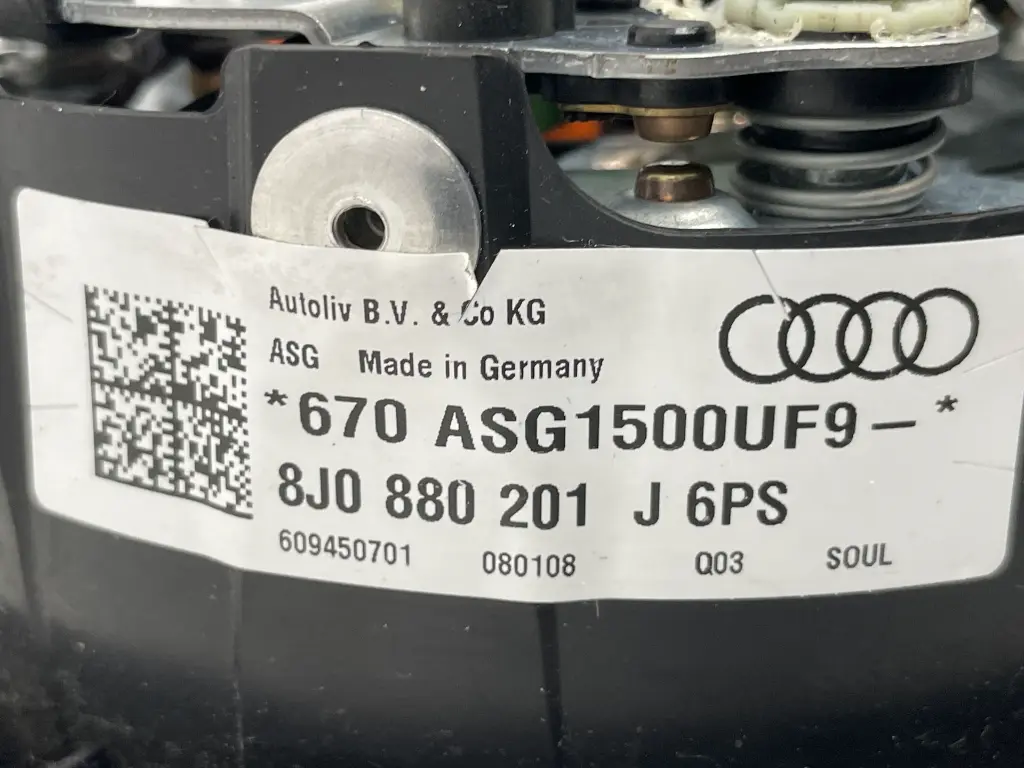 Autoliv B.V. & Co KG
ASG Made in Germany
*670 ASG1500UF9-*
8J0 880 201 J 6PS
609450701 080108 Q03 SOUL